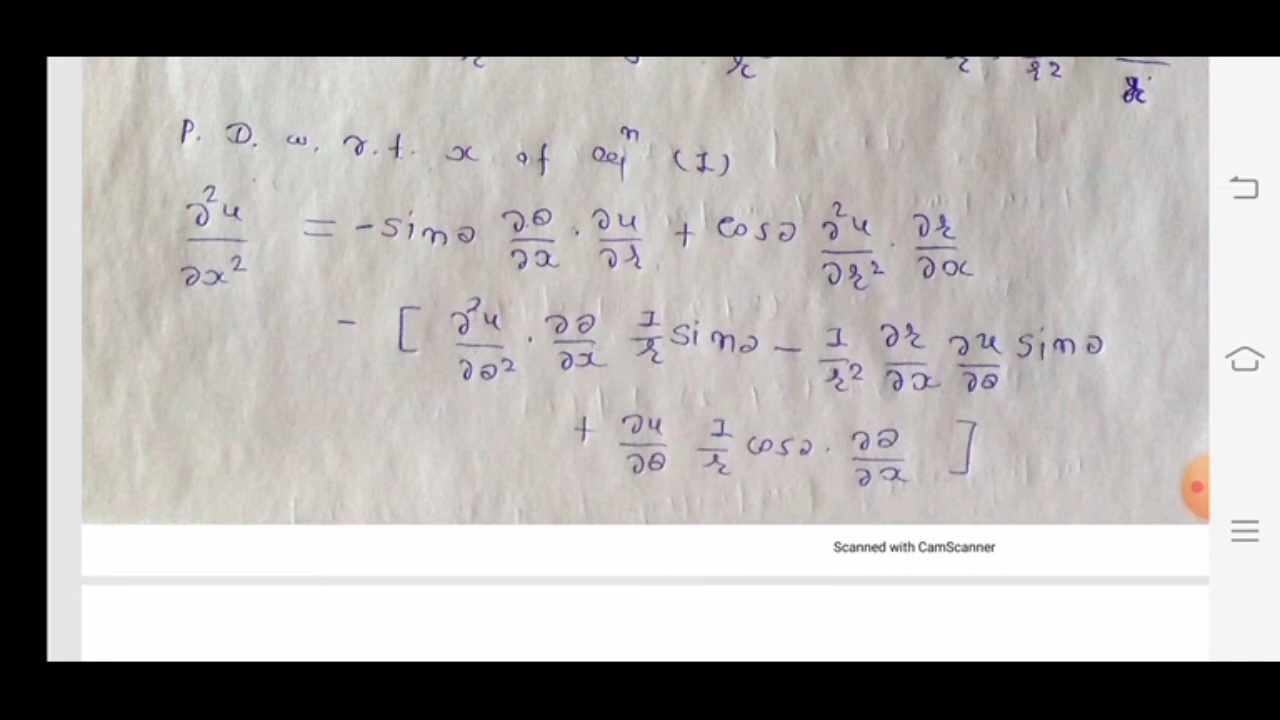 P. D. w. r. t. x of eqⁿ (I)
∂²u/∂x² = -sinθ ∂θ/∂x · ∂u/∂r + cosθ ∂²u/∂r² · ∂r/∂x
- [ ∂²u/∂θ² · ∂θ/∂x 1/r sinθ - 1/r² ∂r/∂x ∂u/∂θ sinθ
+ ∂u/∂θ 1/r cosθ · ∂θ/∂x ]
Scanned with CamScanner